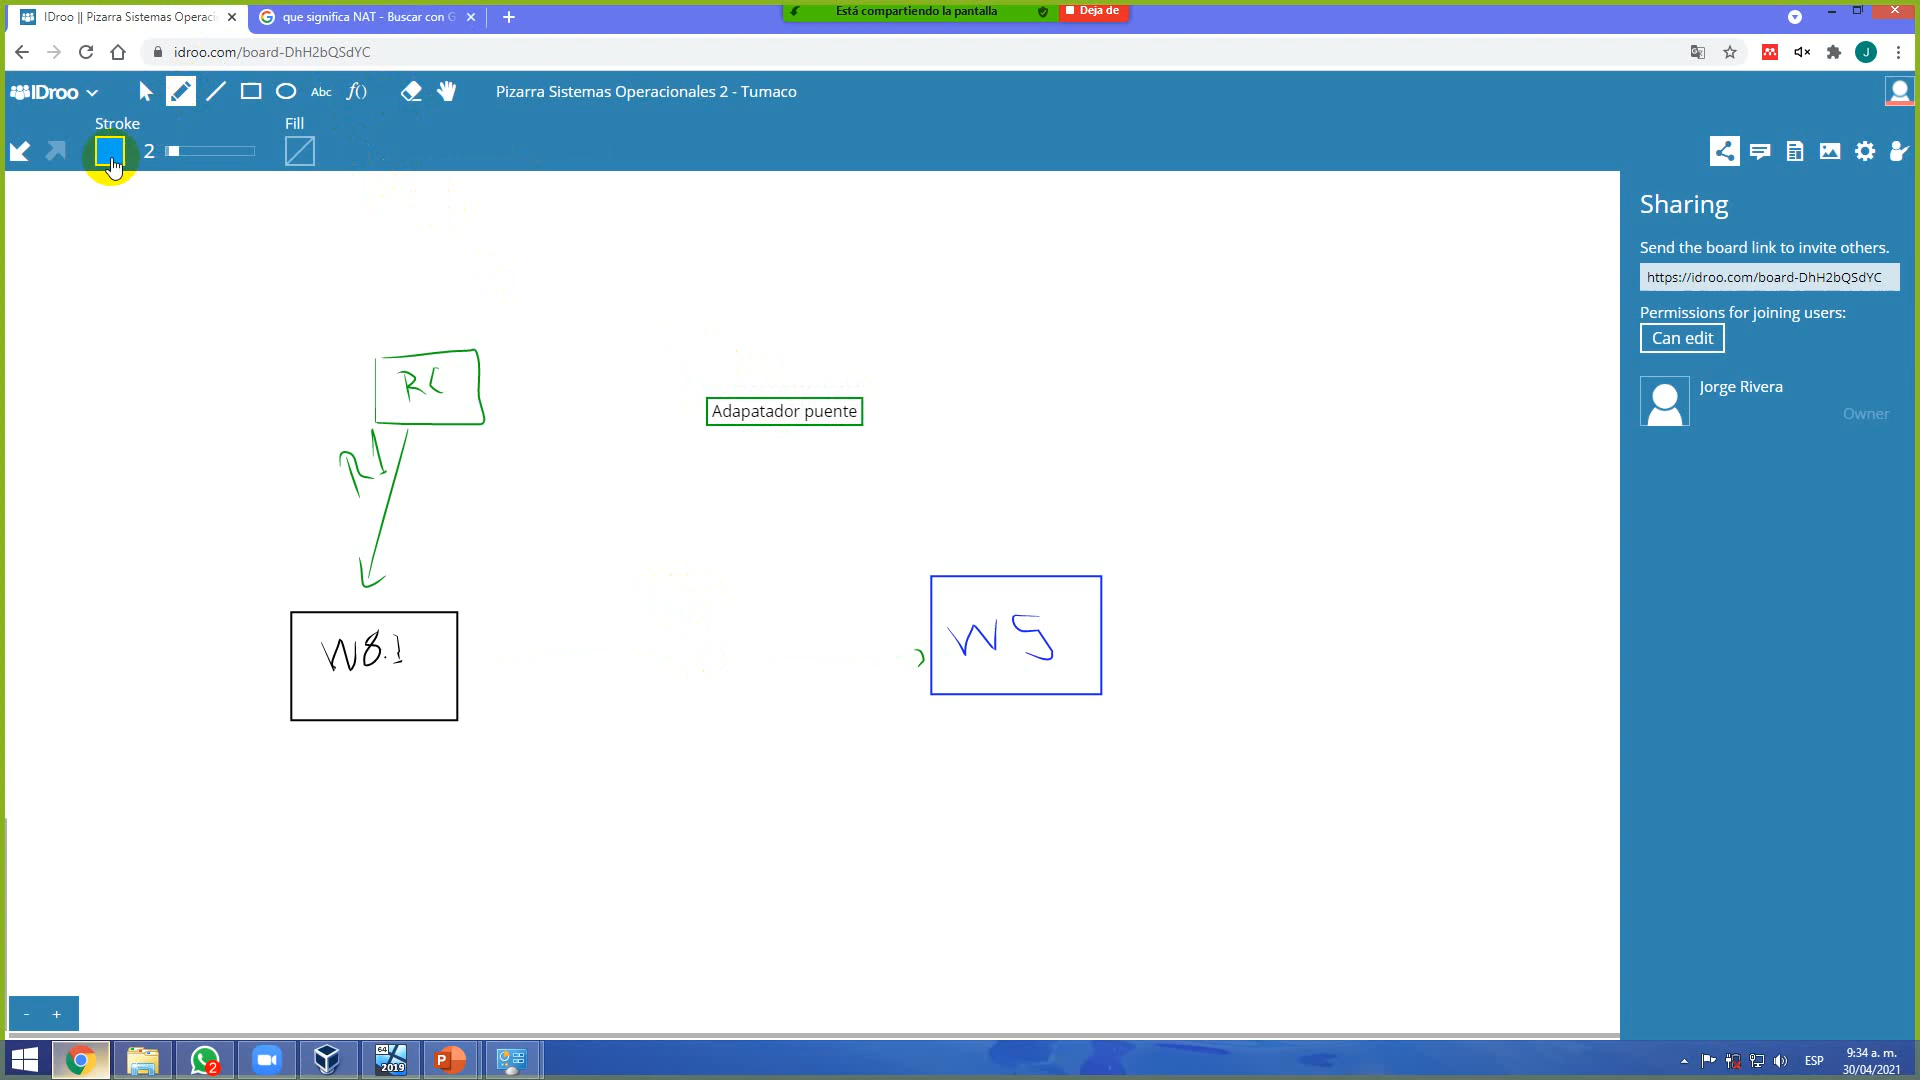 IDroo || Pizarra Sistemas Operaci
que significa NAT - Buscar con G
Está compartiendo la pantalla
Deja de
idroo.com/board-DhH2bQSdYC
J
IDroo
Abc
f()
Pizarra Sistemas Operacionales 2 - Tumaco
Stroke
Fill
2
Sharing
Send the board link to invite others.
https://idroo.com/board-DhH2bQSdYC
Permissions for joining users:
Can edit
Jorge Rivera
Owner
RC
Adapatador puente
R1
W8.1
WS
- +
2
64
2019
P
ESP
9:34 a. m.
30/04/2021